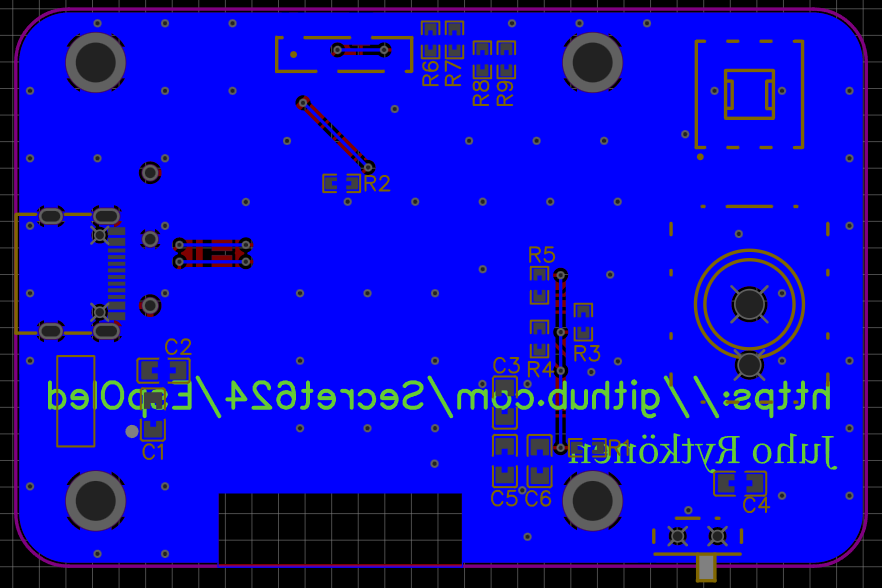 R6 R7 R8 R9
R2
R5
R4 R3
C2
C3
https://github.com/Secret624/Esp0led
C1
R1
Juho Rytkönen
C5 C6
C4